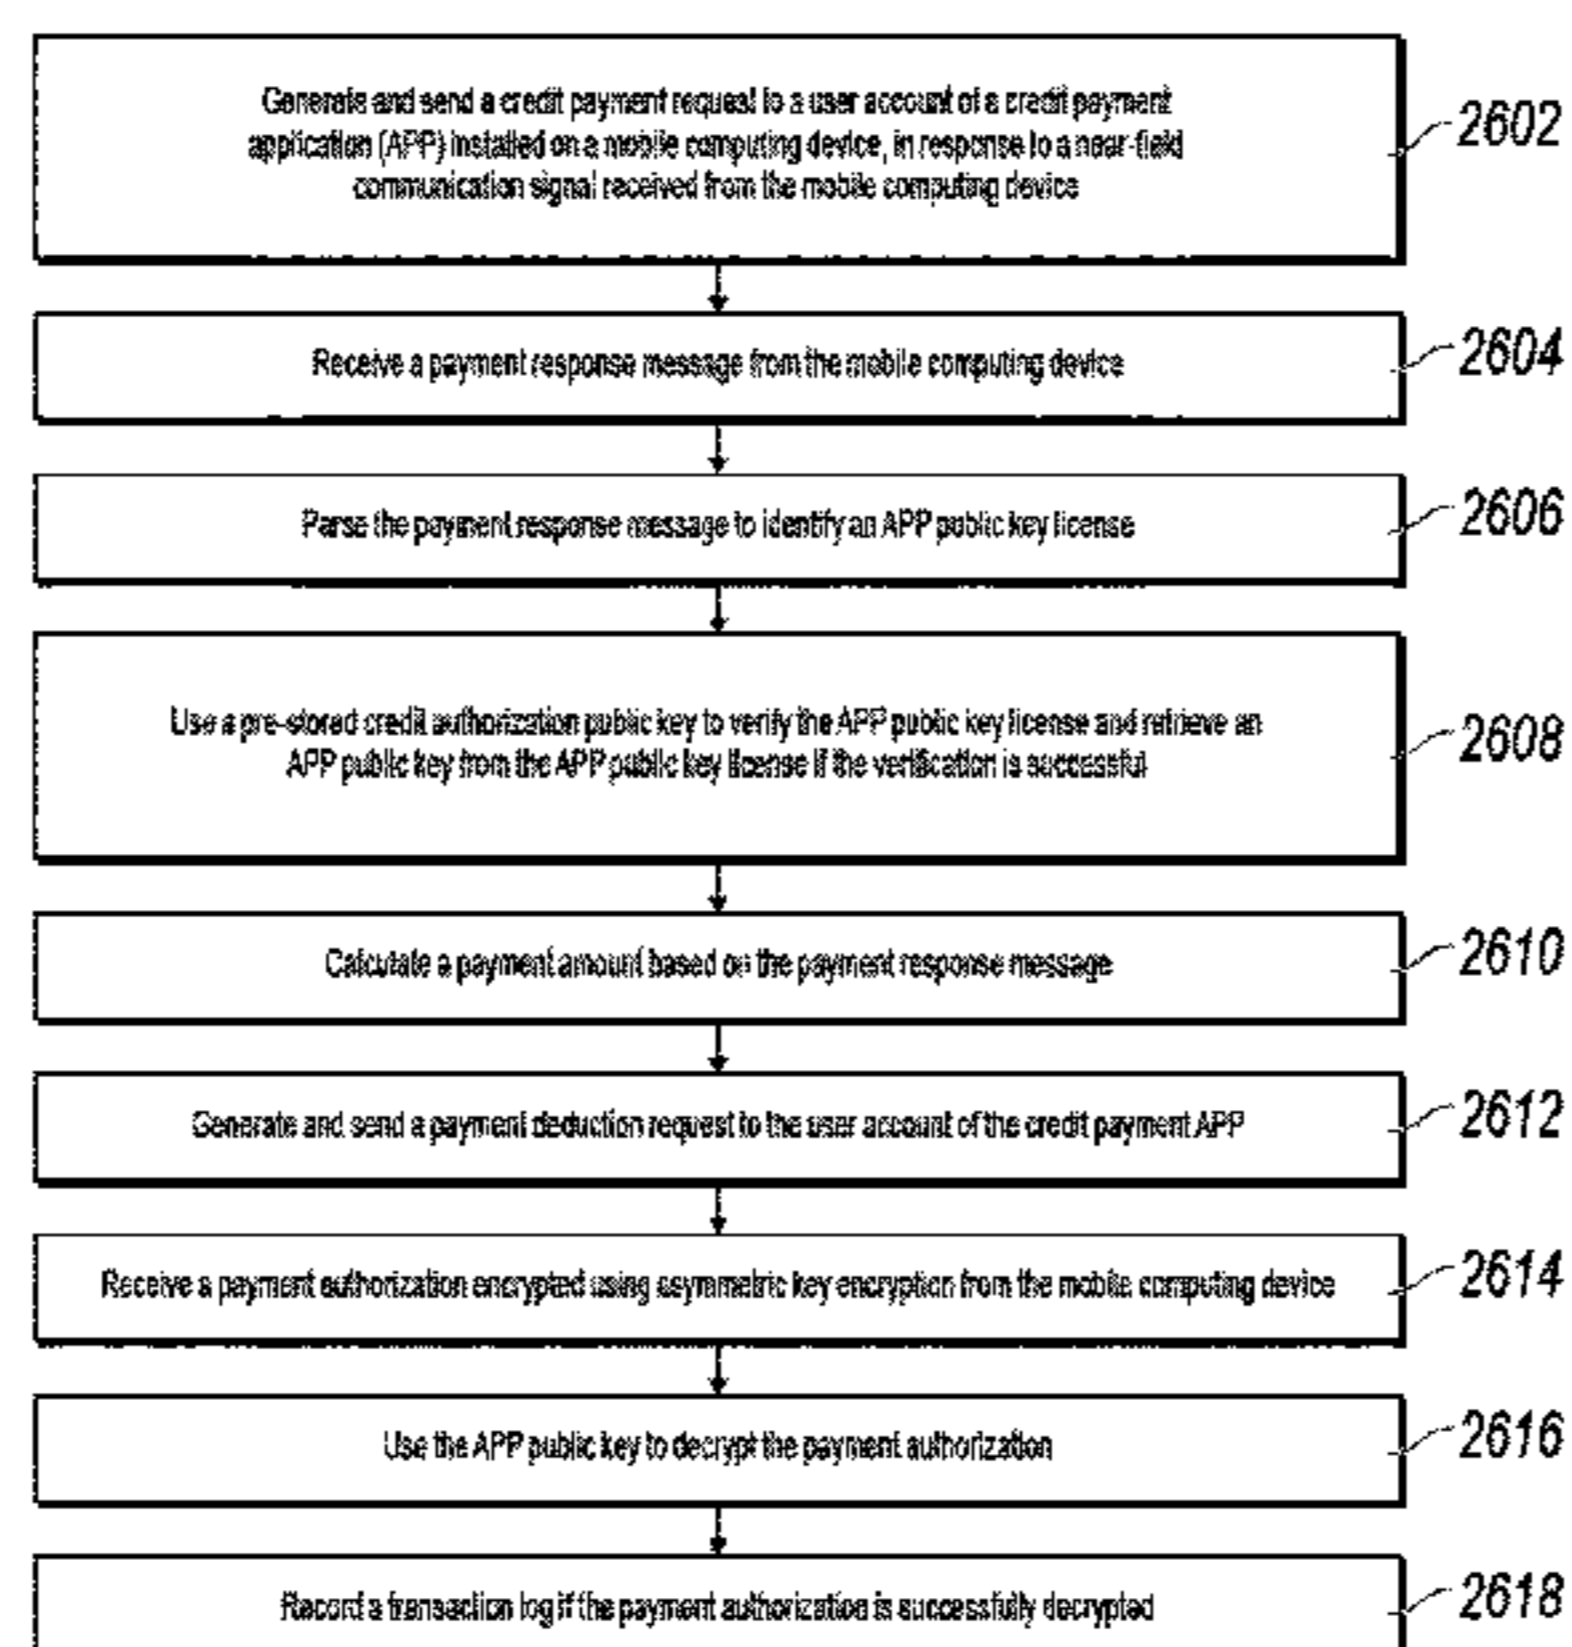 Generate and send a credit payment request to a user account of a credit payment
application (APP) installed on a mobile computing device, in response to a near-field
communication signal received from the mobile computing device
2602
Receive a payment response message from the mobile computing device
2604
Parse the payment response message to identify an APP public key license
2606
Use a pre-stored credit authorization public key to verify the APP public key license and retrieve an
APP public key from the APP public key license if the verification is successful
2608
Calculate a payment amount based on the payment response message
2610
Generate and send a payment deduction request to the user account of the credit payment APP
2612
Receive a payment authorization encrypted using asymmetric key encryption from the mobile computing device
2614
Use the APP public key to decrypt the payment authorization
2616
Record a transaction log if the payment authorization is successfully decrypted
2618